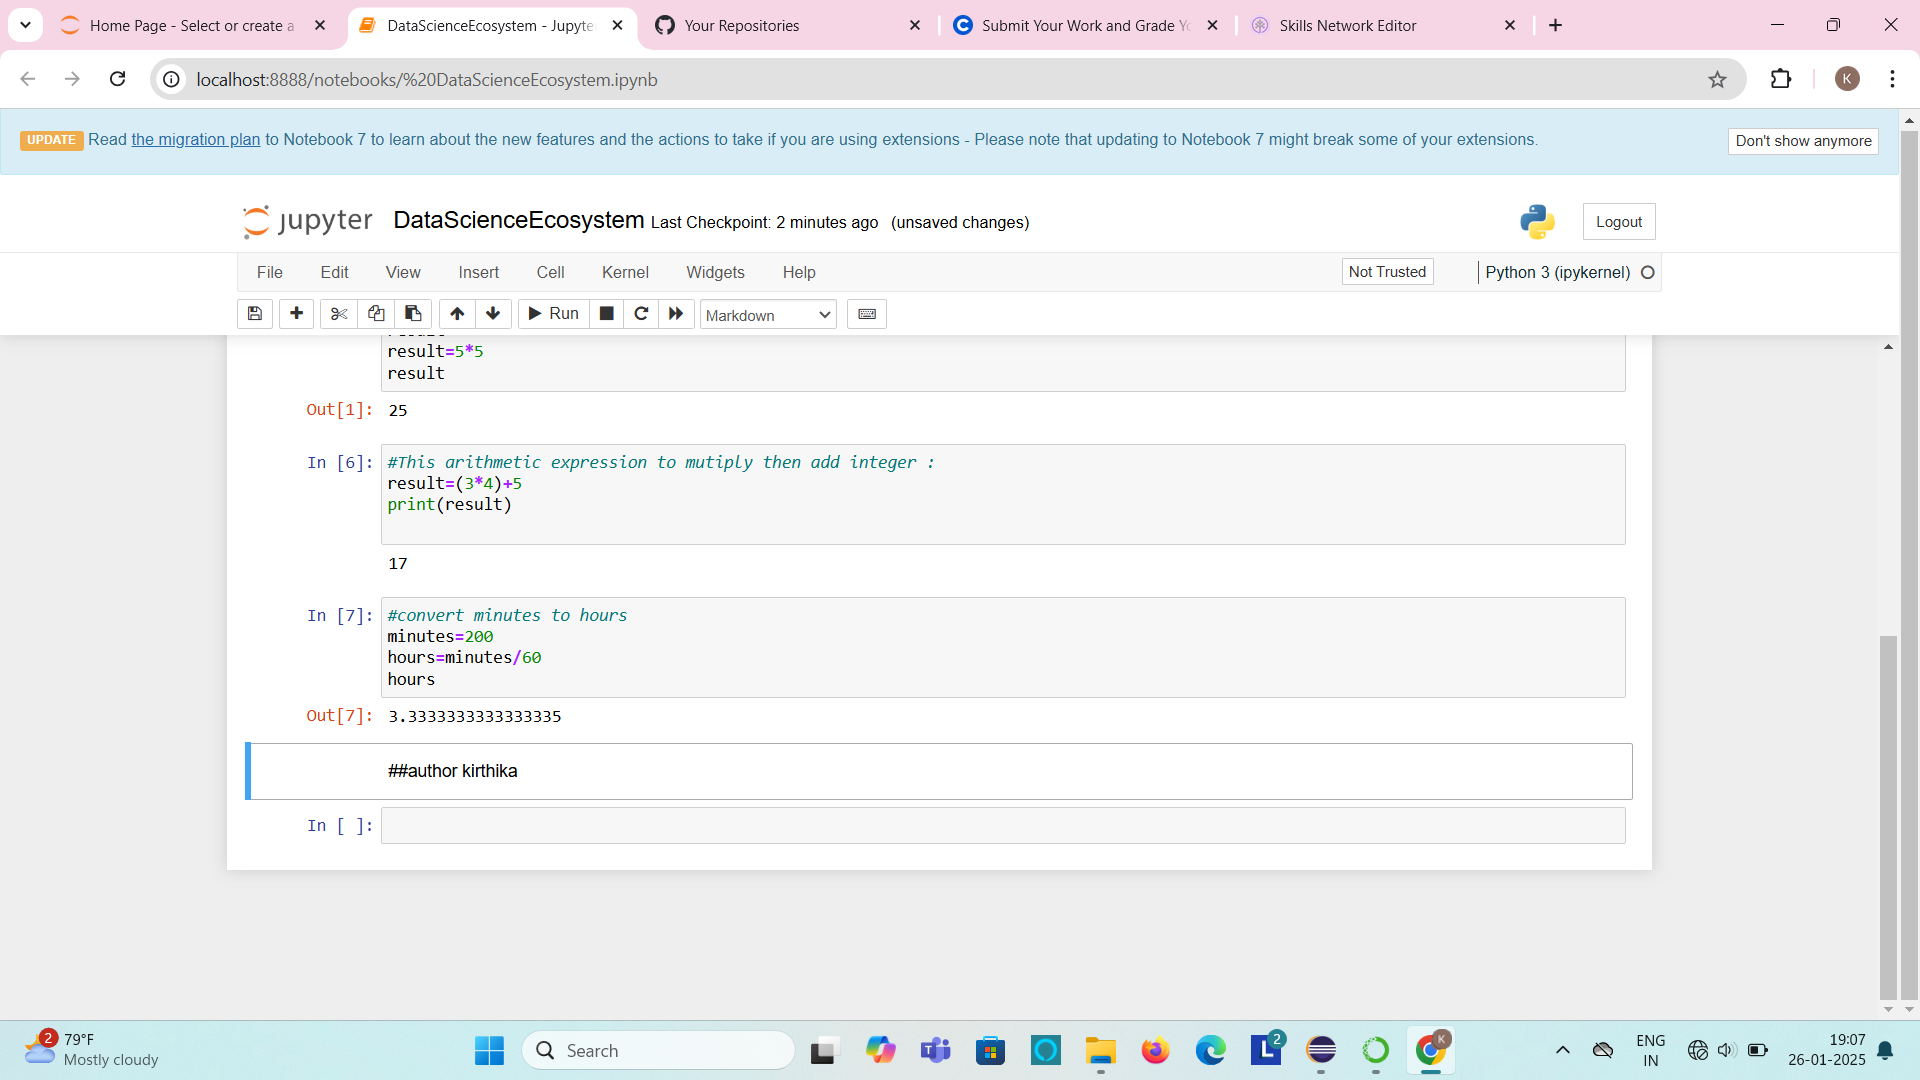 Home Page - Select or create a
DataScienceEcosystem - Jupyte
Your Repositories
Submit Your Work and Grade Yo
Skills Network Editor
localhost:8888/notebooks/%20DataScienceEcosystem.ipynb
K
UPDATE Read the migration plan to Notebook 7 to learn about the new features and the actions to take if you are using extensions - Please note that updating to Notebook 7 might break some of your extensions.
Don't show anymore
jupyter DataScienceEcosystem Last Checkpoint: 2 minutes ago (unsaved changes)
Logout
File Edit View Insert Cell Kernel Widgets Help
Not Trusted
Python 3 (ipykernel)
Run
Markdown
result=5*5
result
Out[1]: 25
In [6]: #This arithmetic expression to mutiply then add integer :
result=(3*4)+5
print(result)
17
In [7]: #convert minutes to hours
minutes=200
hours=minutes/60
hours
Out[7]: 3.3333333333333335
##author kirthika
In [ ]:
2
79°F
Mostly cloudy
Search
L 2
K
ENG
IN
19:07
26-01-2025